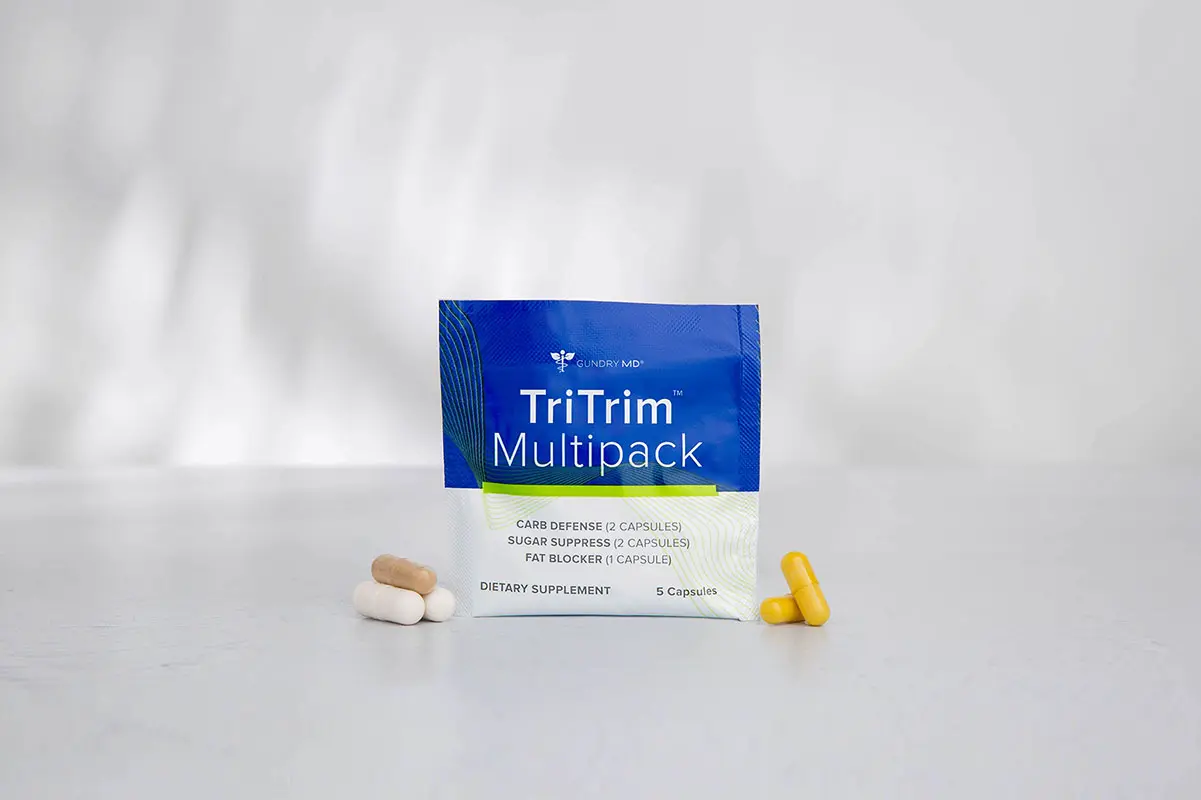 GUNDRY MD®
TriTrim™
Multipack
CARB DEFENSE (2 CAPSULES)
SUGAR SUPPRESS (2 CAPSULES)
FAT BLOCKER (1 CAPSULE)
DIETARY SUPPLEMENT 5 Capsules